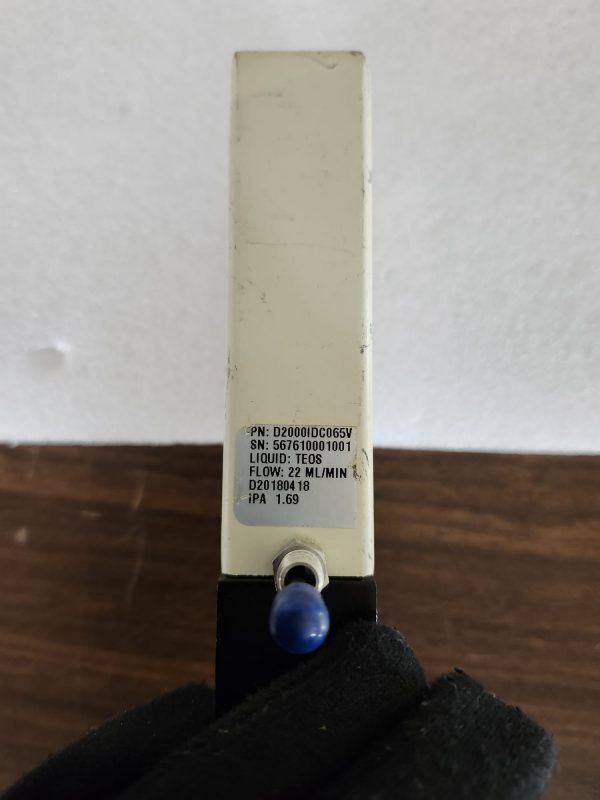 PN: D2000IDC065V
SN: 567610001001
LIQUID: TEOS
FLOW: 22 ML/MIN
D20180418
iPA 1.69